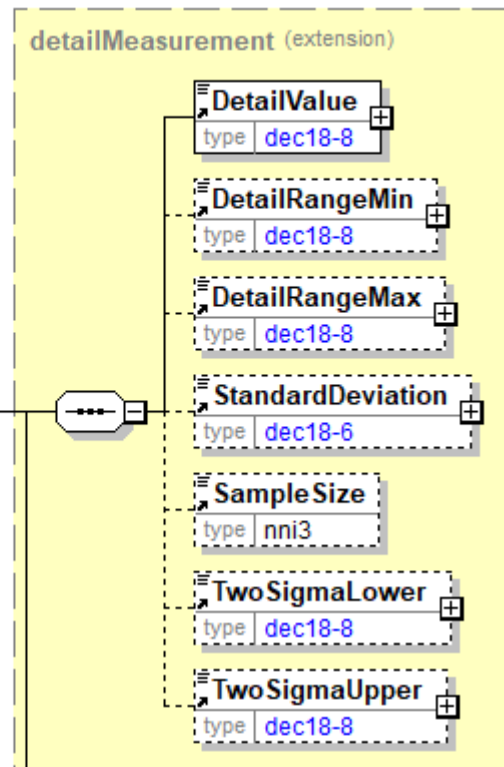 detailMeasurement (extension)
DetailValue
type dec18-8
DetailRangeMin
type dec18-8
DetailRangeMax
type dec18-8
StandardDeviation
type dec18-6
SampleSize
type nni3
TwoSigmaLower
type dec18-8
TwoSigmaUpper
type dec18-8